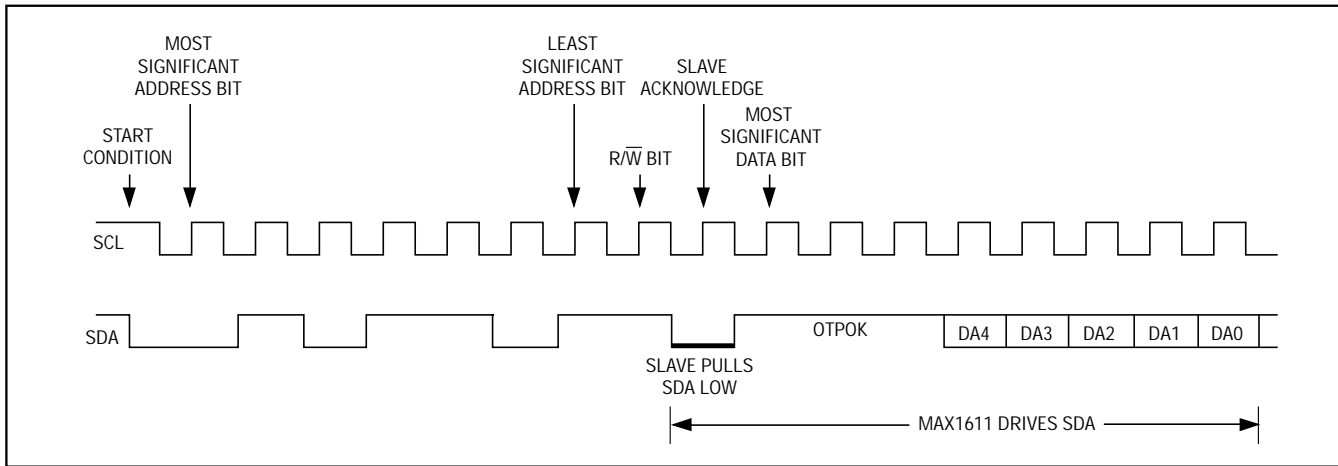 MOST
SIGNIFICANT
ADDRESS BIT
LEAST
SIGNIFICANT
ADDRESS BIT
SLAVE
ACKNOWLEDGE
MOST
SIGNIFICANT
DATA BIT
START
CONDITION
R/W̅ BIT
SCL
SDA
OTPOK
DA4 DA3 DA2 DA1 DA0
SLAVE PULLS
SDA LOW
MAX1611 DRIVES SDA